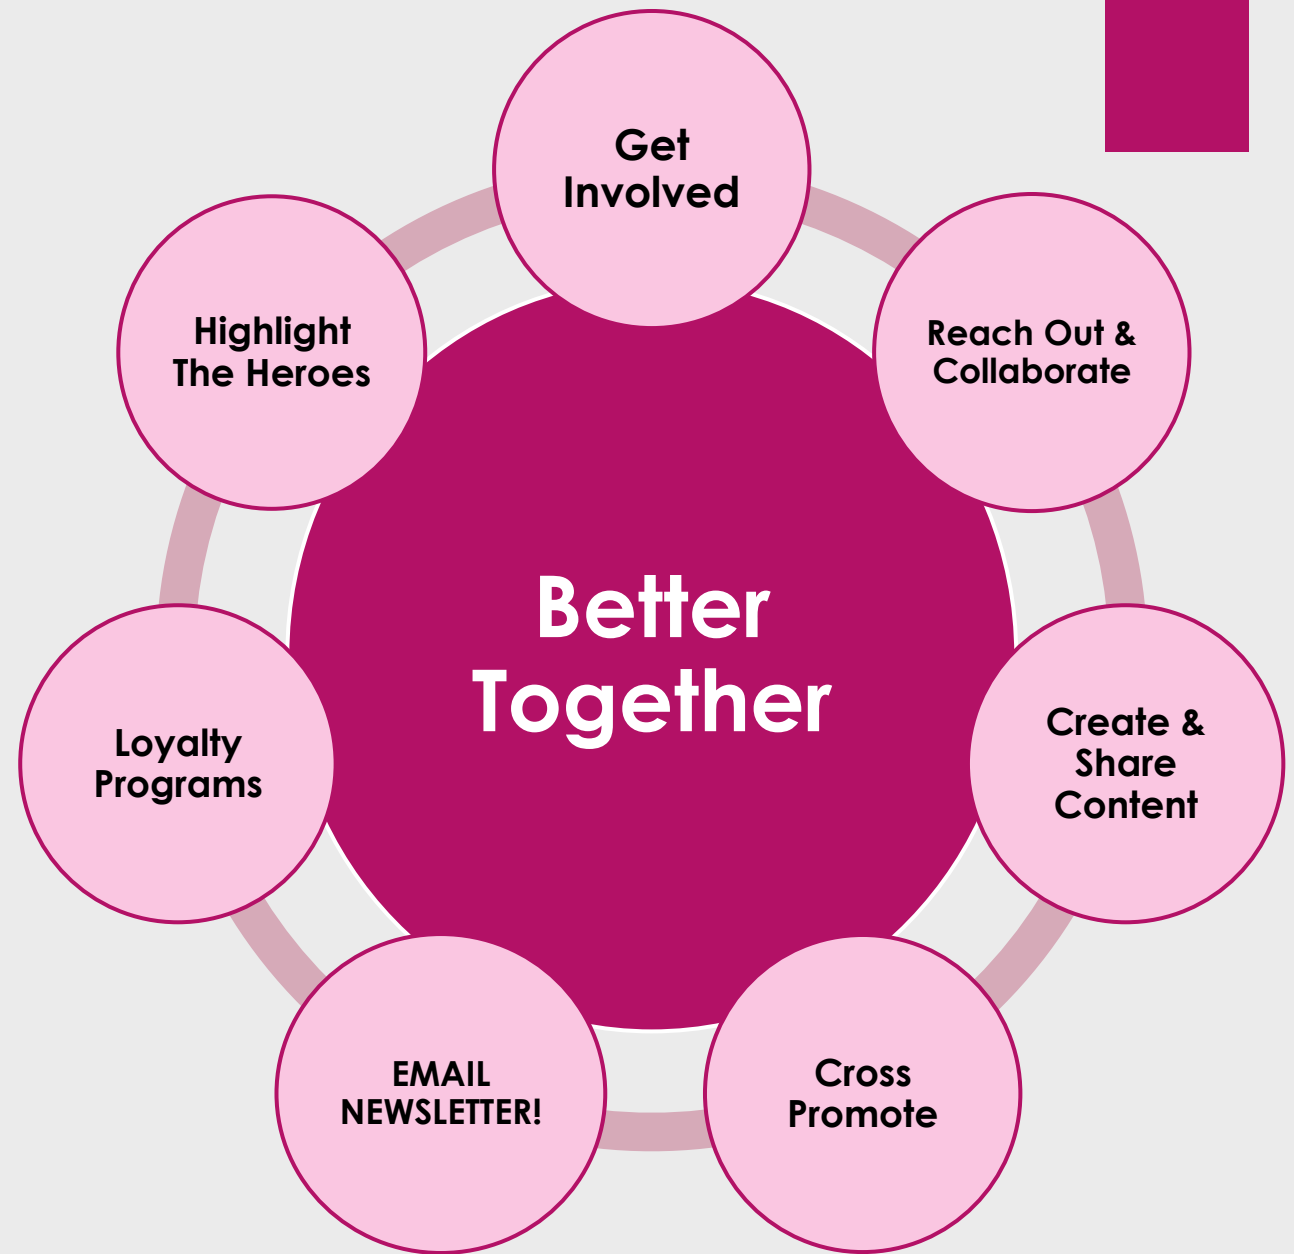 Get
Involved
Reach Out &
Collaborate
Create &
Share
Content
Cross
Promote
EMAIL
NEWSLETTER!
Loyalty
Programs
Highlight
The Heroes
Better
Together